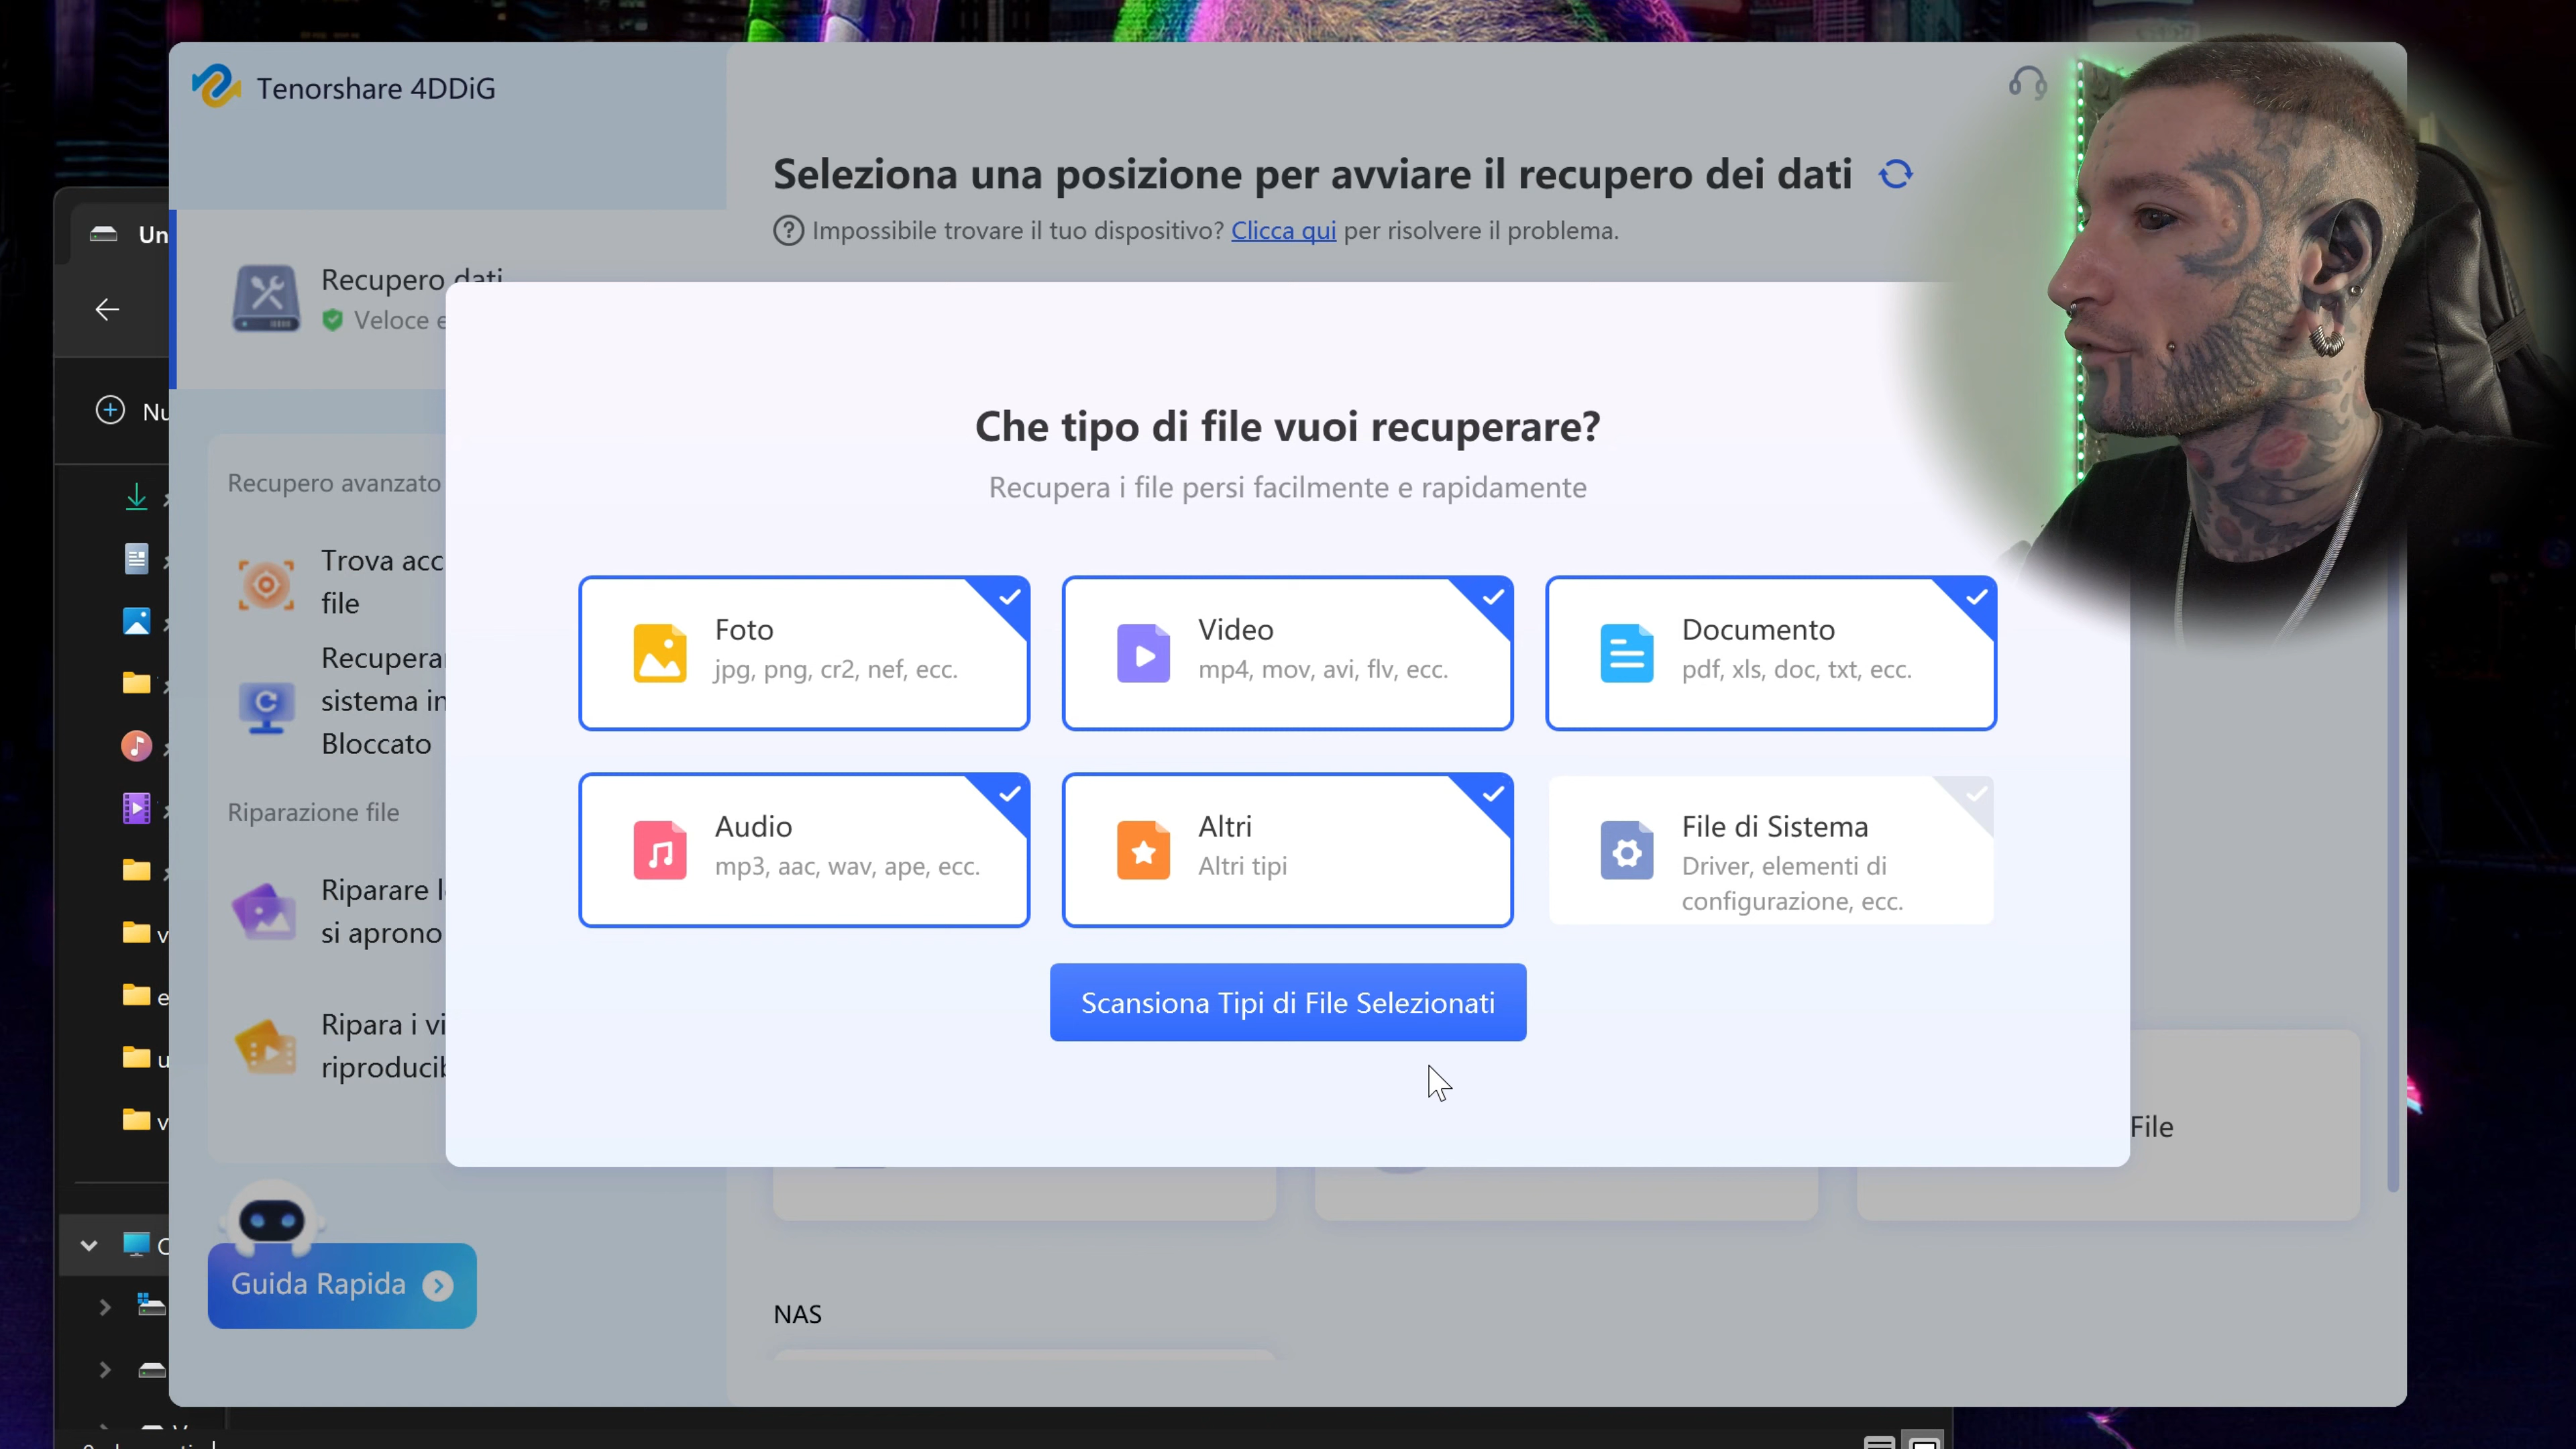 Tenorshare 4DDiG
Seleziona una posizione per avviare il recupero dei dati
Impossibile trovare il tuo dispositivo? Clicca qui per risolvere il problema.
Un
Recupero dati
Veloce e
Nu
Recupero avanzato
Trova acc
file
Recuperar
sistema in
Bloccato
Riparazione file
Riparare l
si aprono
Ripara i vi
riproducib
Che tipo di file vuoi recuperare?
Recupera i file persi facilmente e rapidamente
Foto
jpg, png, cr2, nef, ecc.
Video
mp4, mov, avi, flv, ecc.
Documento
pdf, xls, doc, txt, ecc.
Audio
mp3, aac, wav, ape, ecc.
Altri
Altri tipi
File di Sistema
Driver, elementi di
configurazione, ecc.
Scansiona Tipi di File Selezionati
File
v
e
u
v
Guida Rapida
NAS